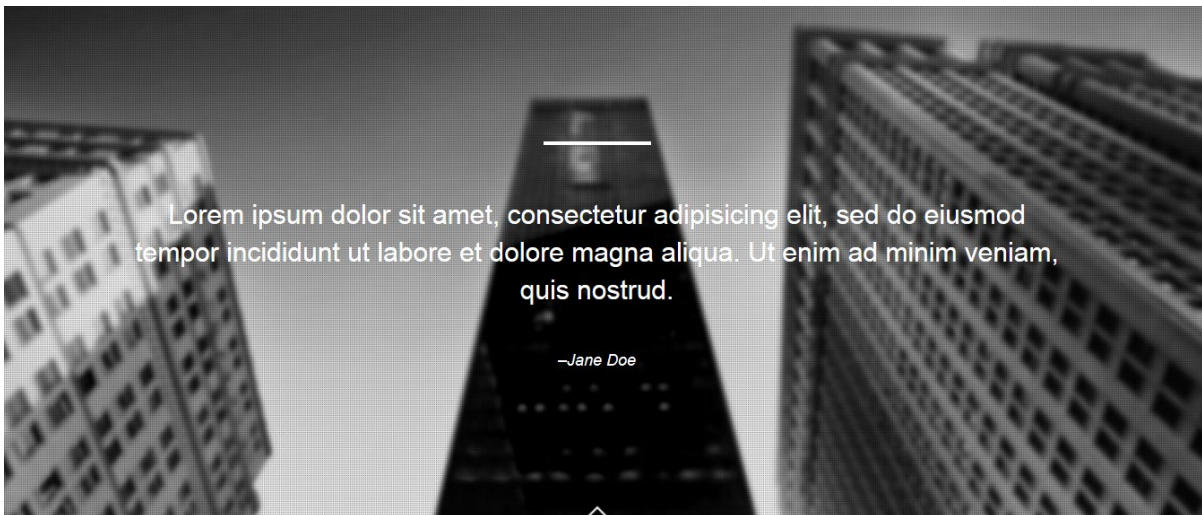 Lorem ipsum dolor sit amet, consectetur adipisicing elit, sed do eiusmod
tempor incididunt ut labore et dolore magna aliqua. Ut enim ad minim veniam,
quis nostrud.
–Jane Doe